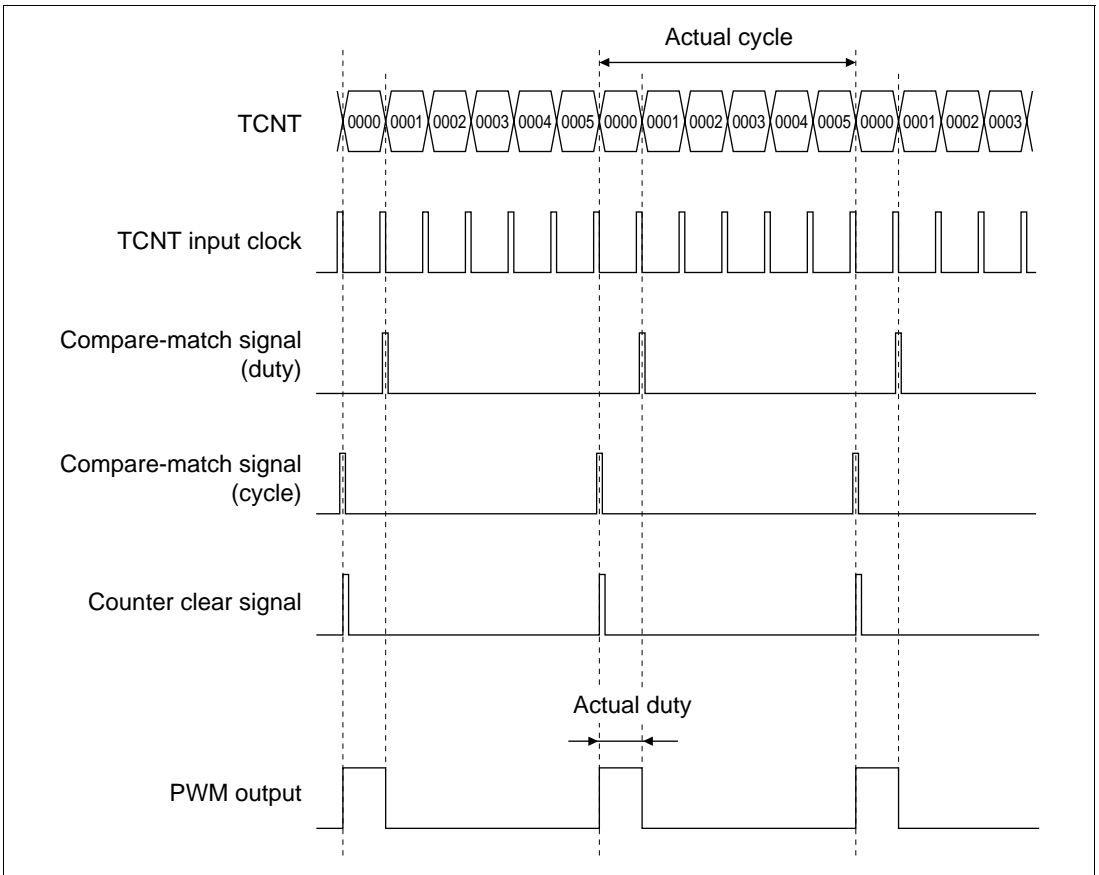 Actual cycle
TCNT
0000 0001 0002 0003 0004 0005 0000 0001 0002 0003 0004 0005 0000 0001 0002 0003
TCNT input clock
Compare-match signal
(duty)
Compare-match signal
(cycle)
Counter clear signal
Actual duty
PWM output